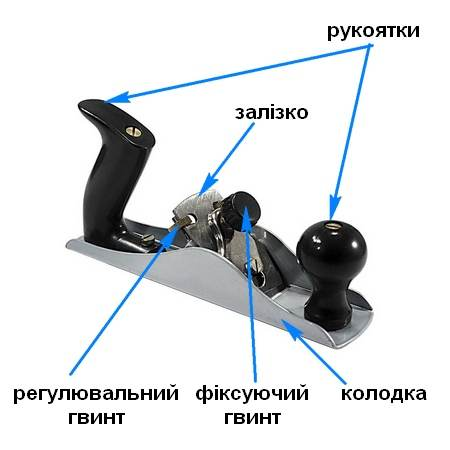 рукоятки
залізко
регулювальний
гвинт
фіксуючий
гвинт
колодка